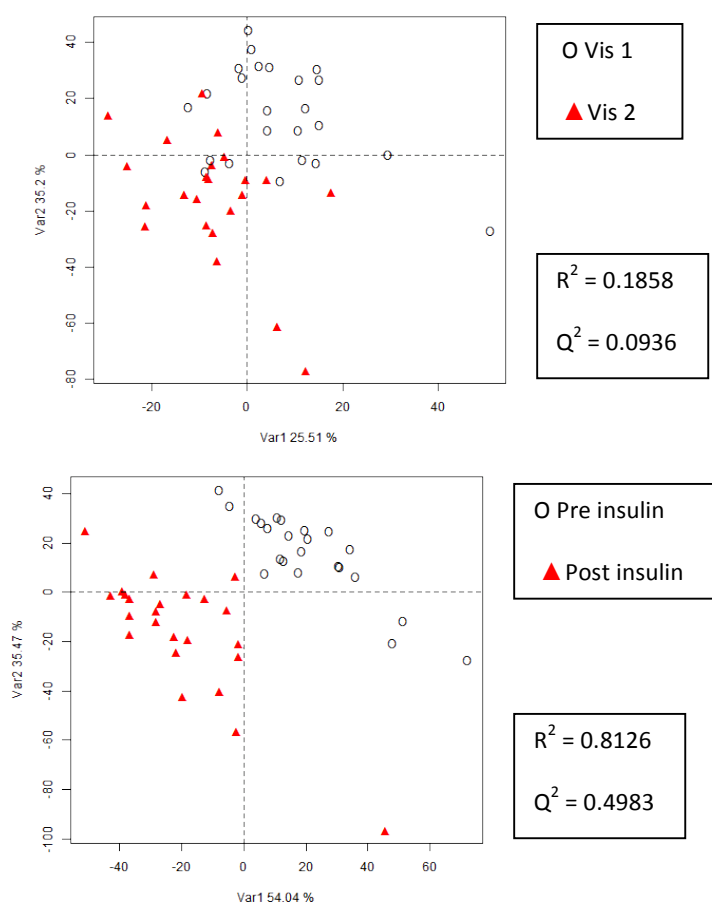 40
20
0
-20
-40
-60
-80
Var2 35.2 %
-20
0
20
40
Var1 25.51 %
O Vis 1
▲ Vis 2
R² = 0.1858
Q² = 0.0936
40
20
0
-20
-40
-60
-80
-100
Var2 35.47 %
-40
-20
0
20
40
60
Var1 54.04 %
O Pre insulin
▲ Post insulin
R² = 0.8126
Q² = 0.4983